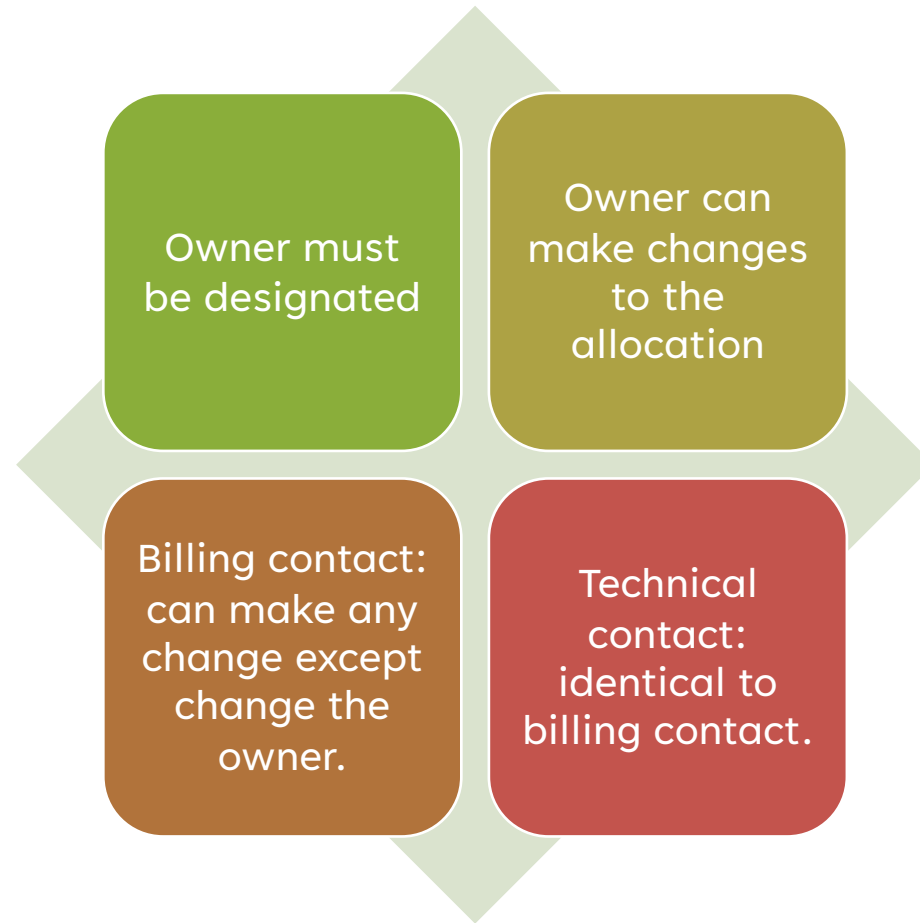 Owner must
be designated
Owner can
make changes
to the
allocation
Billing contact:
can make any
change except
change the
owner.
Technical
contact:
identical to
billing contact.